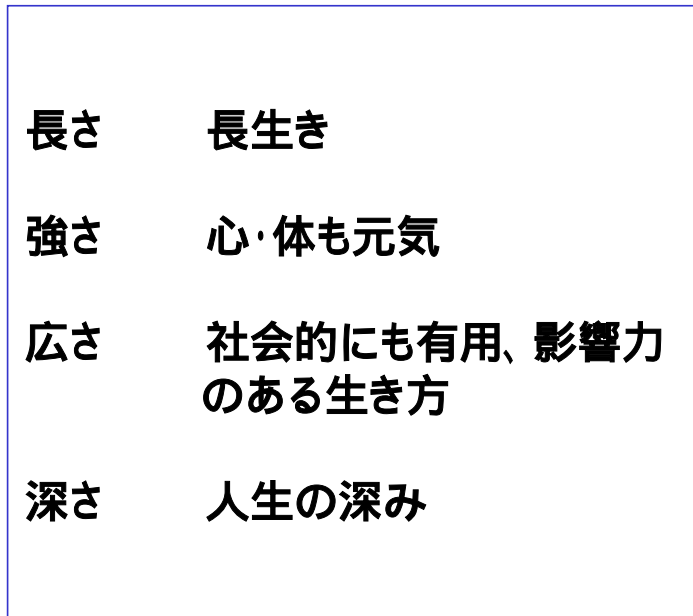 長さ　長生き
強さ　心・体も元気
広さ　社会的にも有用、影響力
のある生き方
深さ　人生の深み